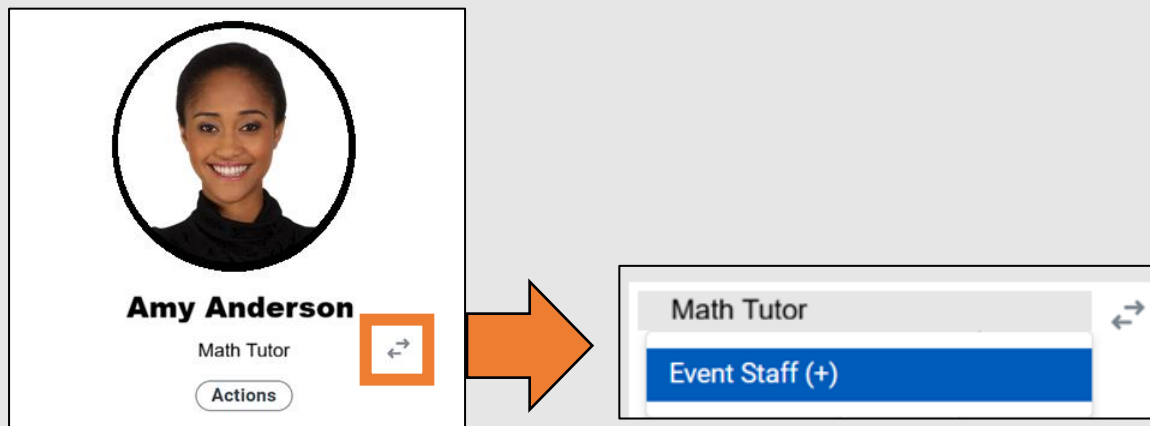 Amy Anderson
Math Tutor
Actions
Math Tutor
Event Staff (+)